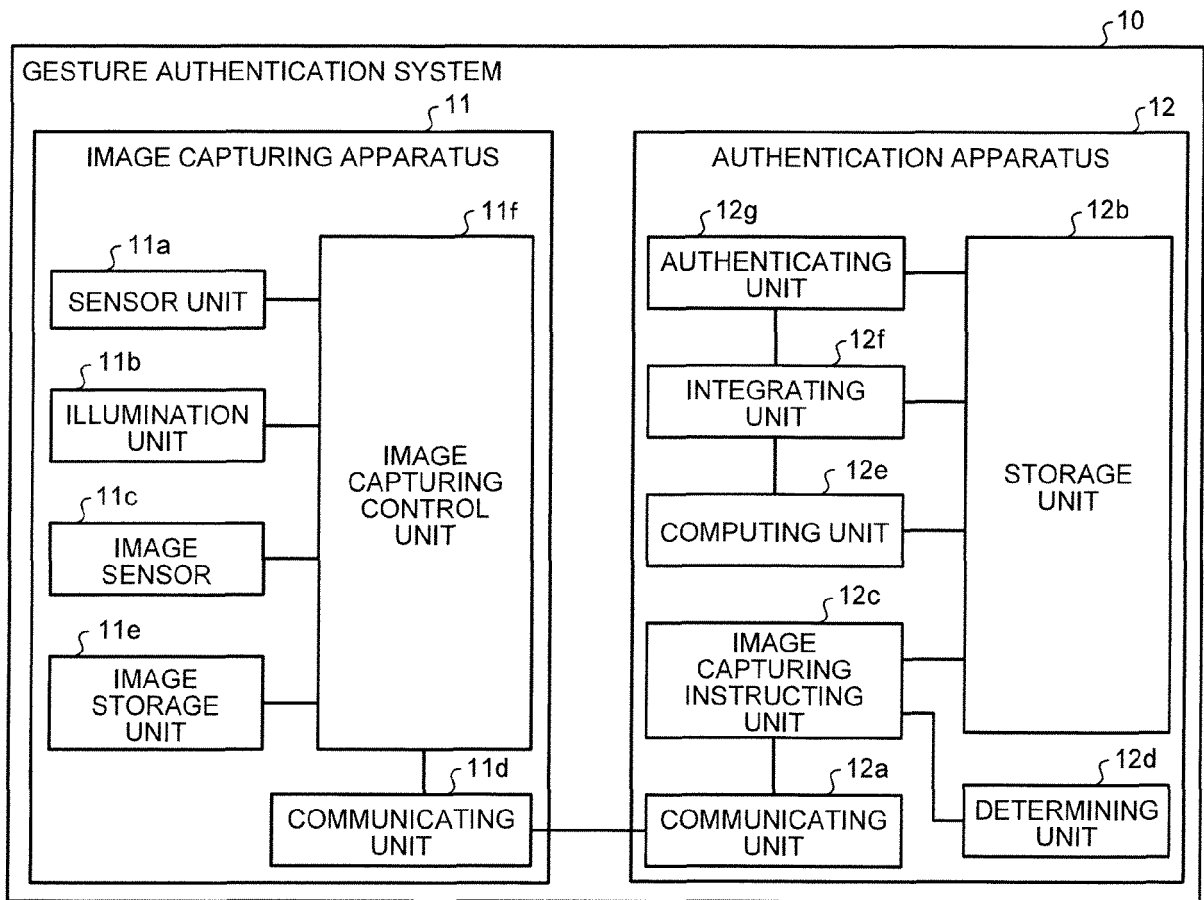 10
GESTURE AUTHENTICATION SYSTEM
11
IMAGE CAPTURING APPARATUS
11a
SENSOR UNIT
11b
ILLUMINATION
UNIT
11c
IMAGE
SENSOR
11e
IMAGE
STORAGE
UNIT
11f
IMAGE
CAPTURING
CONTROL
UNIT
11d
COMMUNICATING
UNIT
12
AUTHENTICATION APPARATUS
12g
AUTHENTICATING
UNIT
12f
INTEGRATING
UNIT
12e
COMPUTING UNIT
12c
IMAGE
CAPTURING
INSTRUCTING
UNIT
12a
COMMUNICATING
UNIT
12b
STORAGE
UNIT
12d
DETERMINING
UNIT